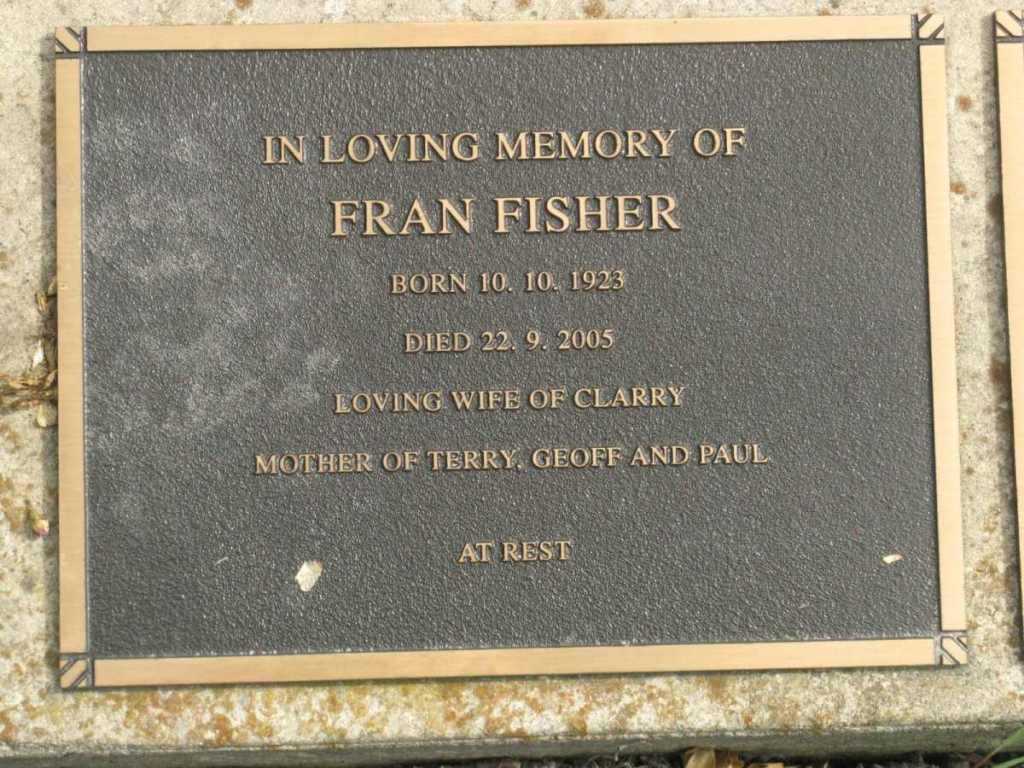 IN LOVING MEMORY OF
FRAN FISHER
BORN 10. 10. 1923
DIED 22. 9. 2005
LOVING WIFE OF CLARRY
MOTHER OF TERRY, GEOFF AND PAUL
AT REST